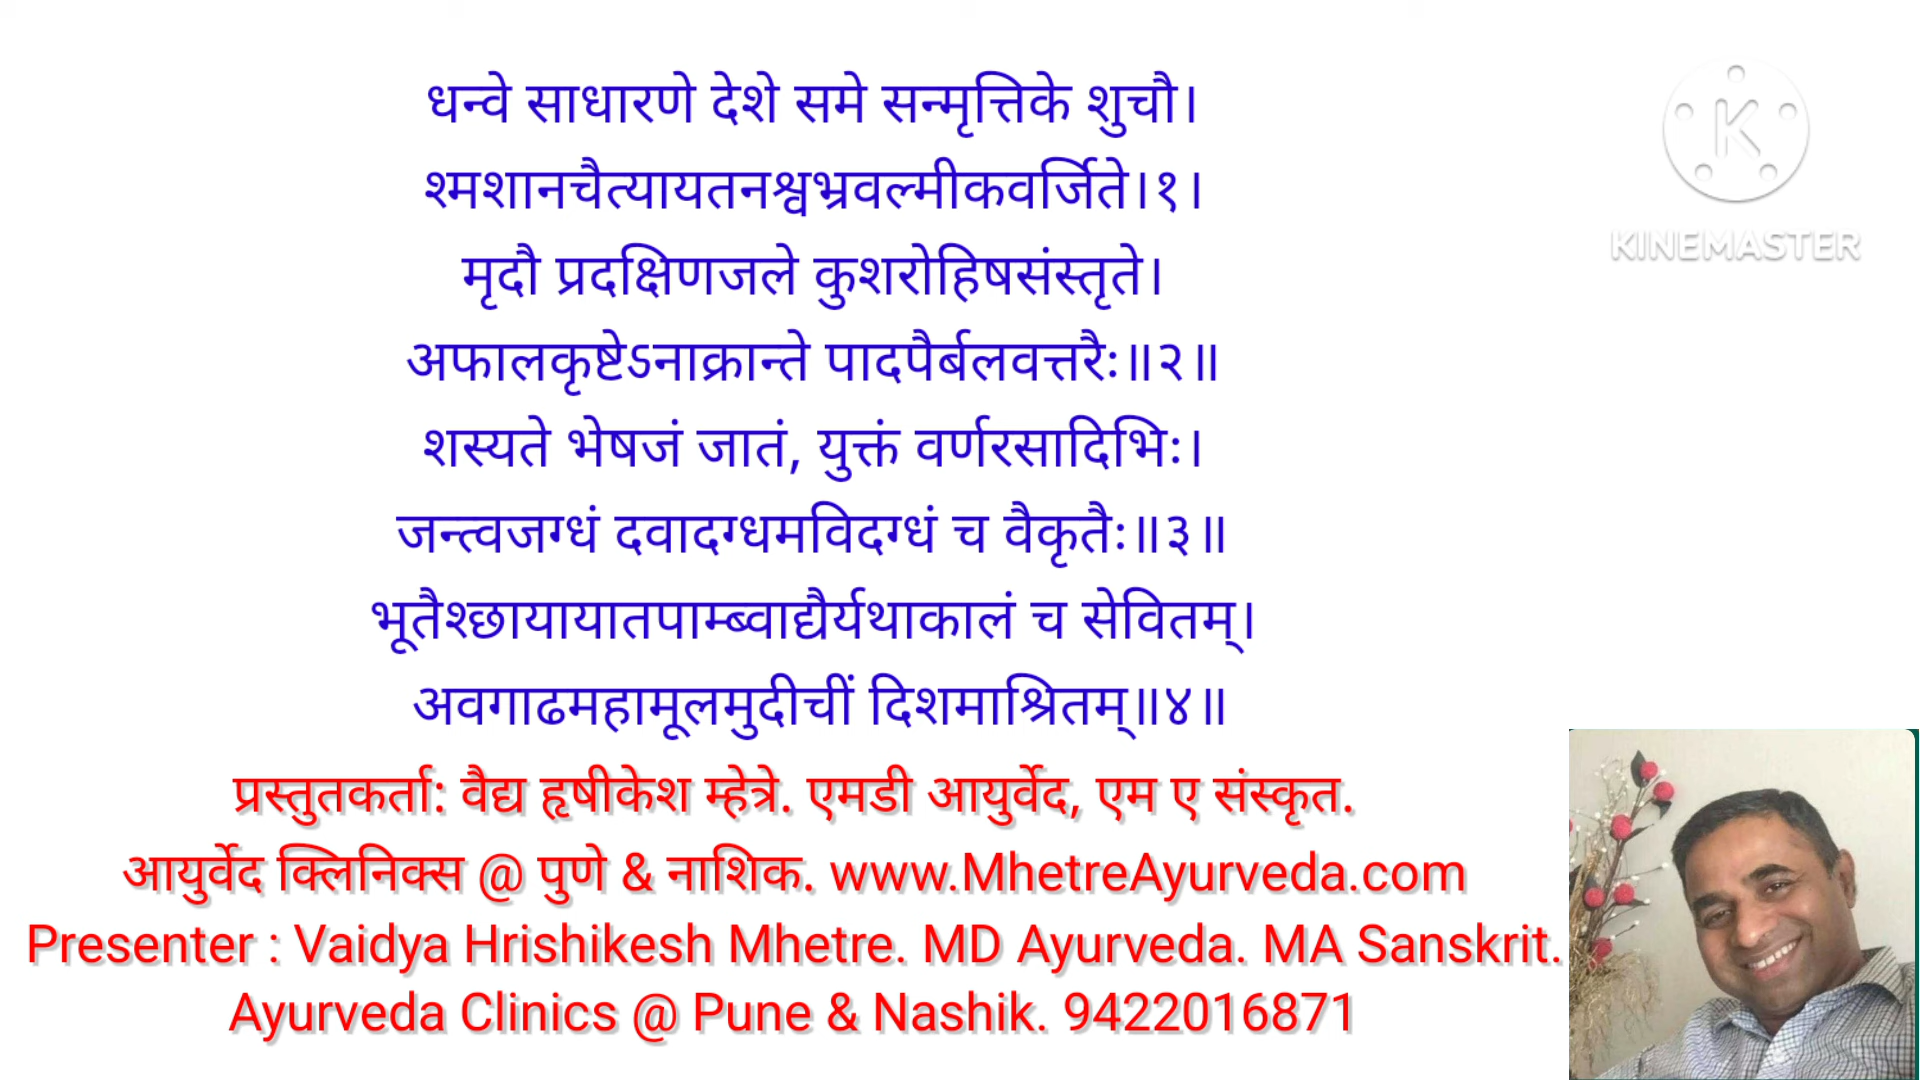 धन्वे साधारणे देशे समे सन्मृत्तिके शुचौ।
श्मशानचैत्यायतनश्वभ्रवल्मीकवर्जिते।१।
मृदौ प्रदक्षिणजले कुशरोहिषसंस्तृते।
अफालकृष्टेऽनाक्रान्ते पादपैर्बलवत्तरैः॥२॥
शस्यते भेषजं जातं, युक्तं वर्णरसादिभिः।
जन्त्वजग्धं दवादग्धमविदग्धं च वैकृतैः॥३॥
भूतैश्छायायातपाम्ब्वाद्यैर्यथाकालं च सेवितम्।
अवगाढमहामूलमुदीचीं दिशमाश्रितम्॥४॥
प्रस्तुतकर्ता: वैद्य हृषीकेश म्हेत्रे. एमडी आयुर्वेद, एम ए संस्कृत.
आयुर्वेद क्लिनिक्स @ पुणे & नाशिक. www.MhetreAyurveda.com
Presenter : Vaidya Hrishikesh Mhetre. MD Ayurveda. MA Sanskrit.
Ayurveda Clinics @ Pune & Nashik. 9422016871
K
KINEMASTER